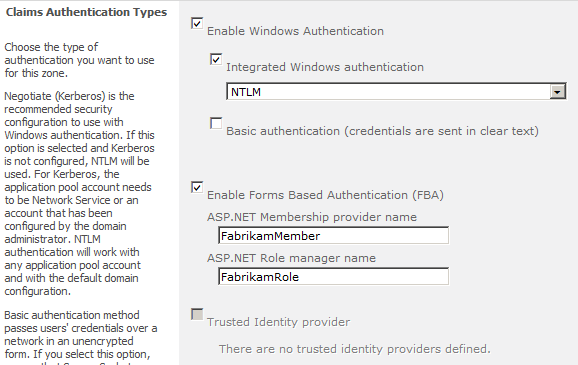 Claims Authentication Types
Choose the type of
authentication you want to use
for this zone.
Negotiate (Kerberos) is the
recommended security
configuration to use with
Windows authentication. If this
option is selected and Kerberos
is not configured, NTLM will be
used. For Kerberos, the
application pool account needs
to be Network Service or an
account that has been
configured by the domain
administrator. NTLM
authentication will work with
any application pool account
and with the default domain
configuration.
Basic authentication method
passes users' credentials over a
network in an unencrypted
form. If you select this option,
Enable Windows Authentication
Integrated Windows authentication
NTLM
Basic authentication (credentials are sent in clear text)
Enable Forms Based Authentication (FBA)
ASP.NET Membership provider name
FabrikamMember
ASP.NET Role manager name
FabrikamRole
Trusted Identity provider
There are no trusted identity providers defined.